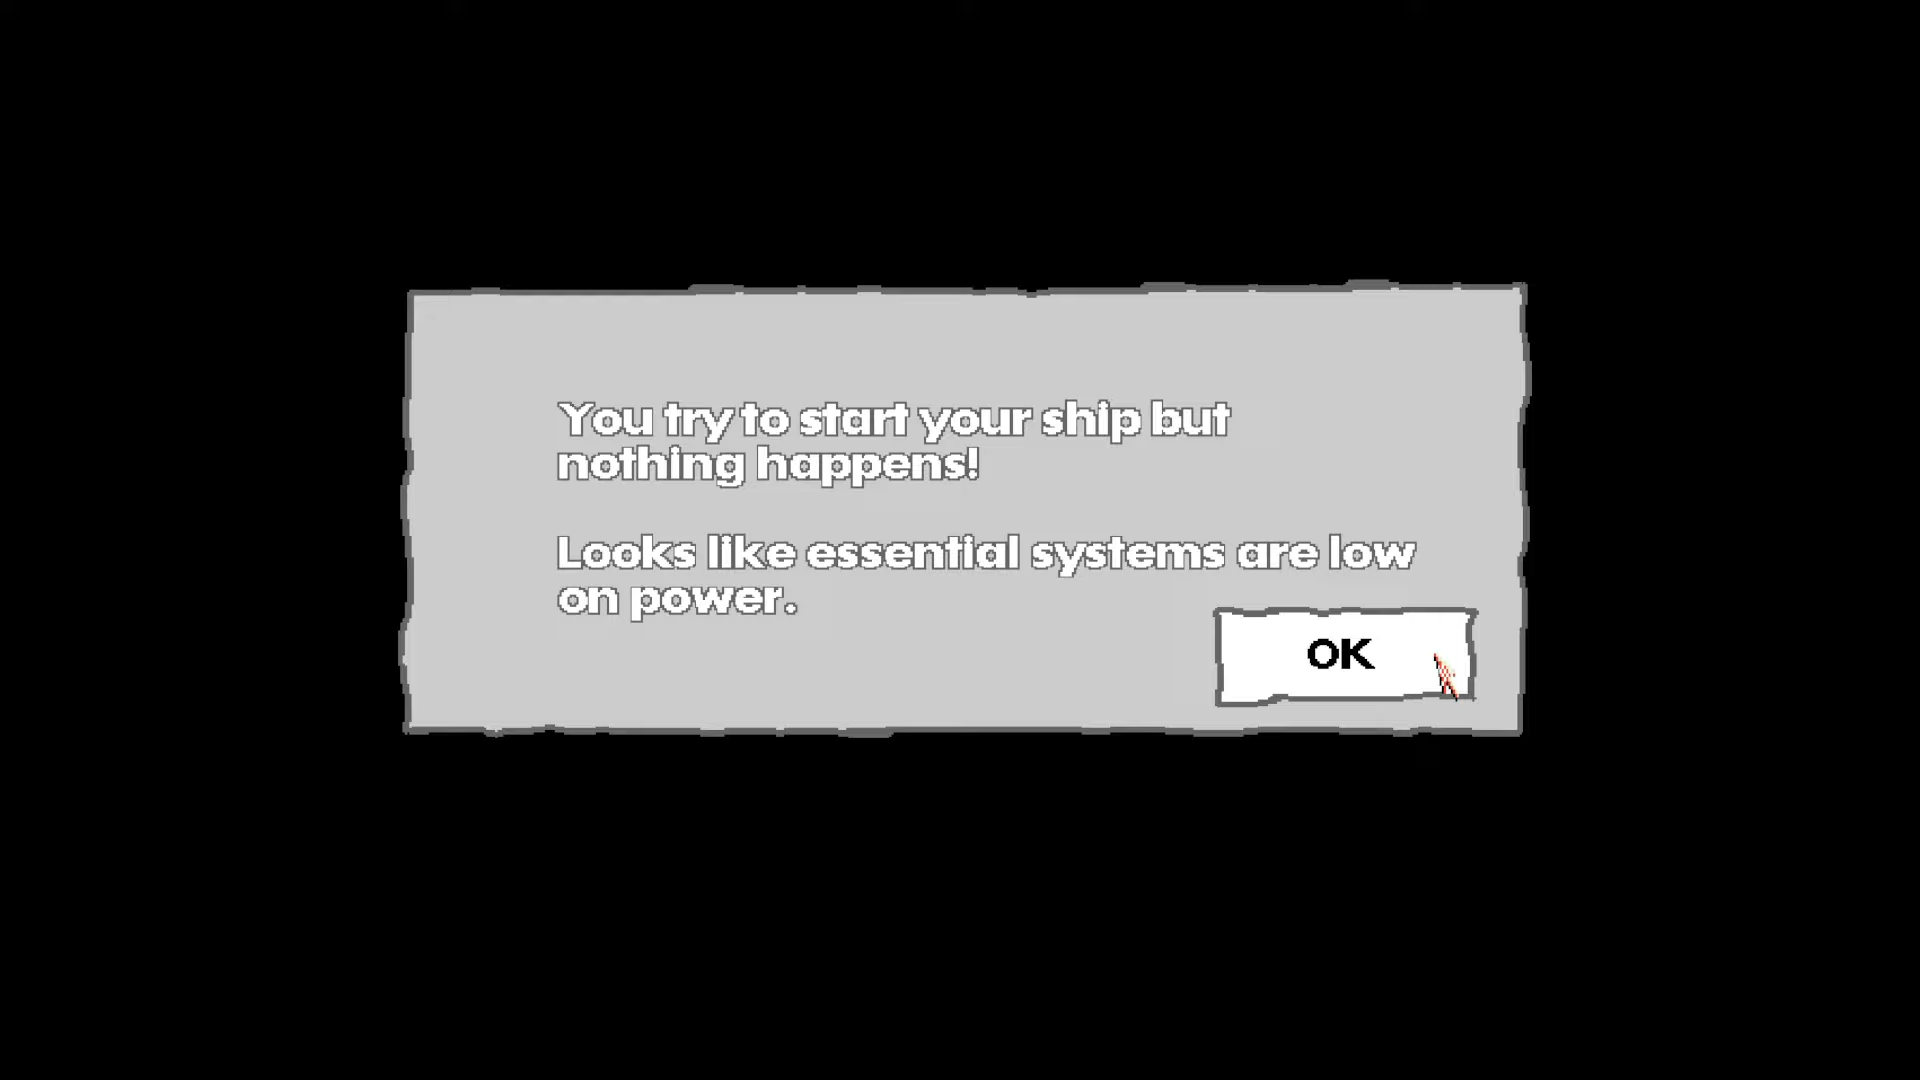 You try to start your ship but
nothing happens!
Looks like essential systems are low
on power.
OK